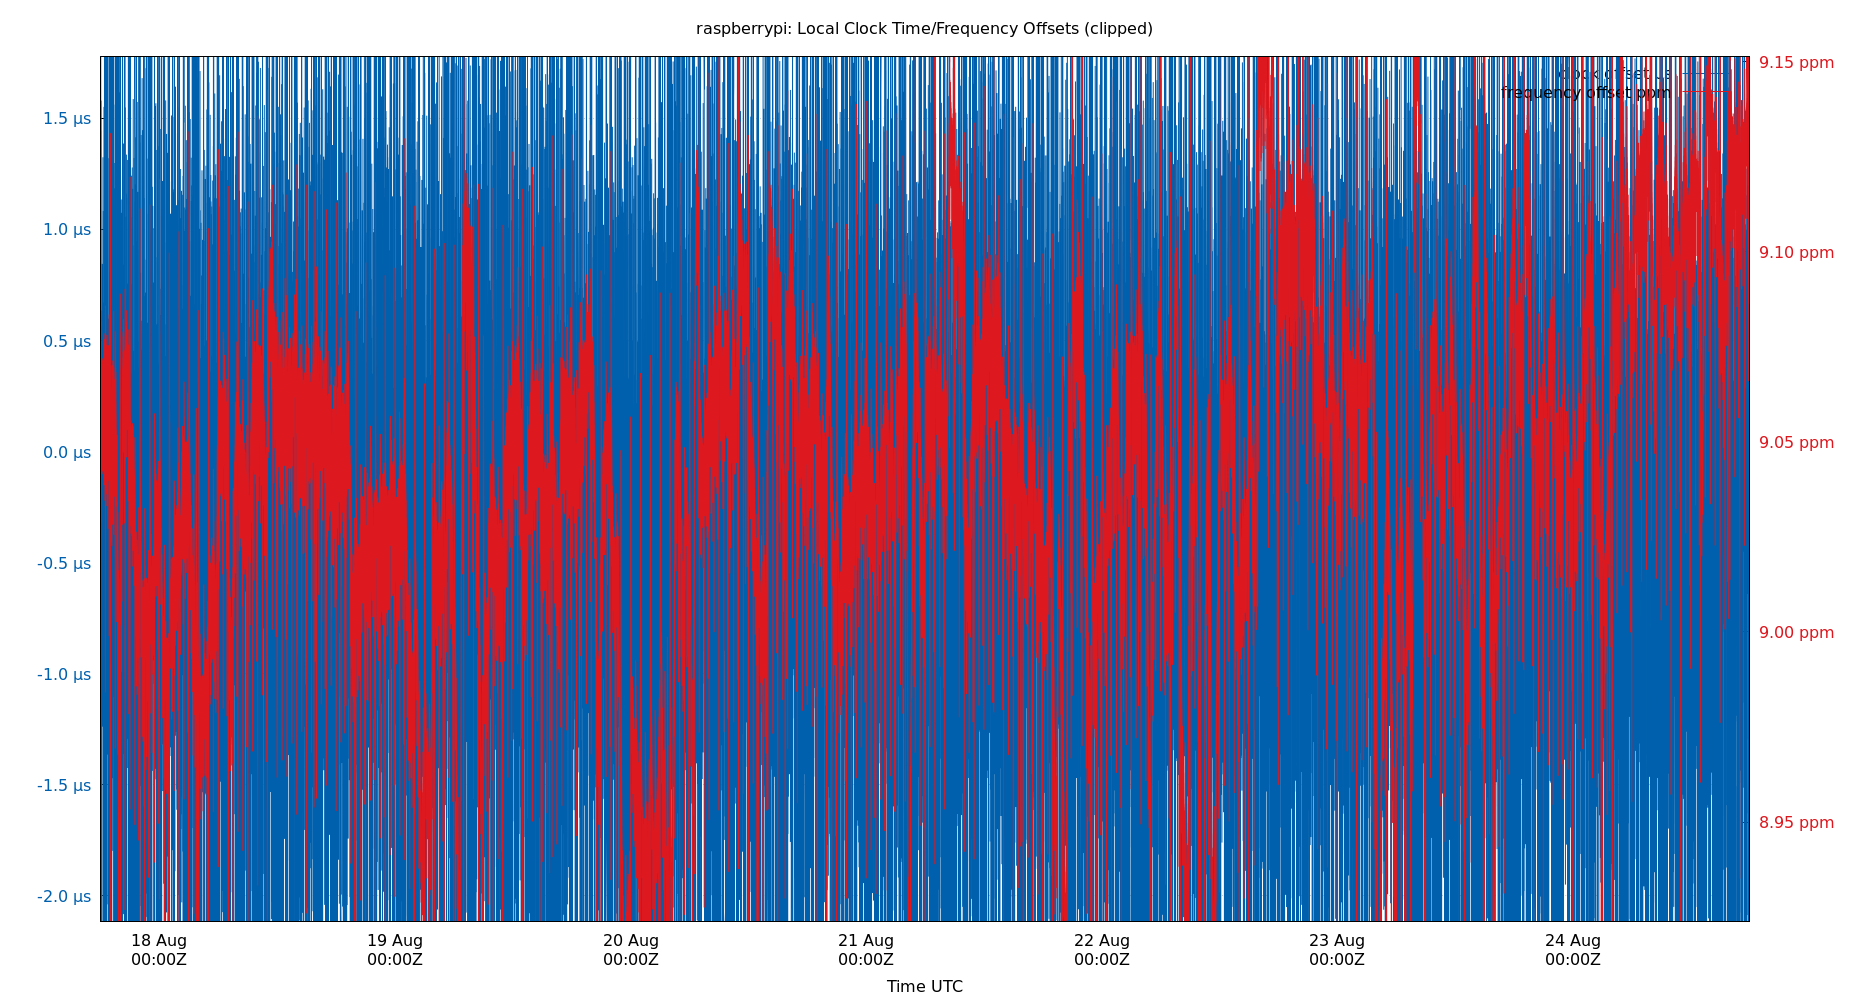 raspberrypi: Local Clock Time/Frequency Offsets (clipped)
clock offset
frequency offset ppm
1.5 µs
1.0 µs
0.5 µs
0.0 µs
-0.5 µs
-1.0 µs
-1.5 µs
-2.0 µs
9.15 ppm
9.10 ppm
9.05 ppm
9.00 ppm
8.95 ppm
18 Aug
00:00Z
19 Aug
00:00Z
20 Aug
00:00Z
21 Aug
00:00Z
22 Aug
00:00Z
23 Aug
00:00Z
24 Aug
00:00Z
Time UTC